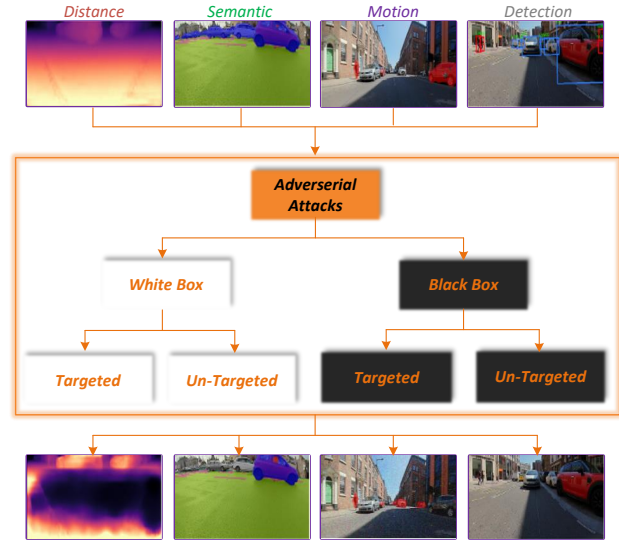 Distance
Semantic
Motion
Detection
Adverserial
Attacks
White Box
Black Box
Targeted
Un-Targeted
Targeted
Un-Targeted